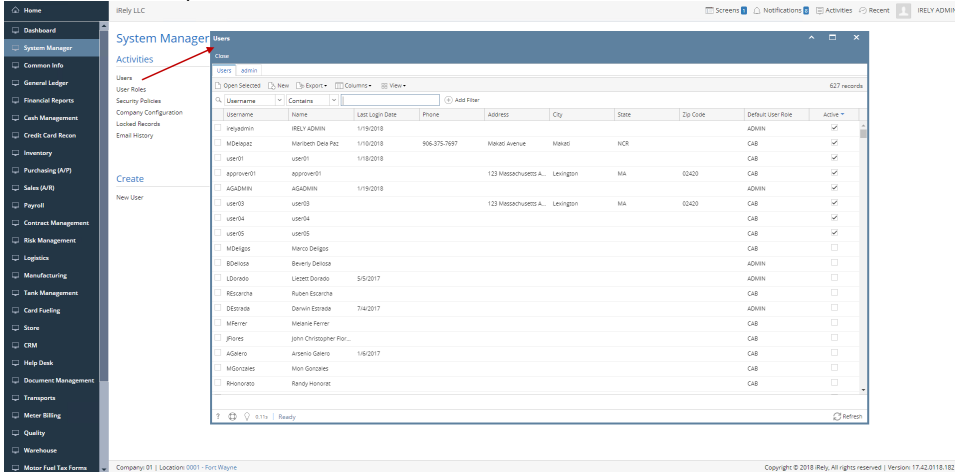 Home
iRely LLC
Screens 1 Notifications 8 Activities Recent IRELY ADMIN
Dashboard
System Manager
Common Info
General Ledger
Financial Reports
Cash Management
Credit Card Recon
Inventory
Purchasing (A/P)
Sales (A/R)
Payroll
Contract Management
Risk Management
Logistics
Manufacturing
Tank Management
Card Fueling
Store
CRM
Help Desk
Document Management
Transports
Meter Billing
Quality
Warehouse
Motor Fuel Tax Forms
System Manager
Activities
Users
User Roles
Security Policies
Company Configuration
Locked Records
Email History
Create
New User
Users
Close
Users admin
Open Selected New Export Columns View 627 records
Username Contains Add Filter
Username Name Last Login Date Phone Address City State Zip Code Default User Role Active
irelyadmin IRELY ADMIN 1/19/2018 ADMIN
MDelapaz Maribeth Dela Paz 1/10/2018 906-375-7697 Makati Avenue Makati NCR CAB
user01 user01 1/18/2018 CAB
approver01 approver01 123 Massachusetts A... Lexington MA 02420 CAB
AGADMIN AGADMIN 1/19/2018 ADMIN
user03 user03 123 Massachusetts A... Lexington MA 02420 CAB
user04 user04 CAB
user05 user05 CAB
MDeligos Marco Deligos CAB
BDellosa Beverly Dellosa ADMIN
LDorado Liezett Dorado 5/5/2017 ADMIN
REscarcha Ruben Escarcha CAB
DEstrada Darwin Estrada 7/4/2017 ADMIN
MFerrer Melanie Ferrer CAB
JFlores John Christopher Flor... CAB
AGalero Arsenio Galero 1/6/2017 CAB
MGonzales Mon Gonzales CAB
RHonorato Randy Honorat CAB
? 0.11s Ready Refresh
Company: 01 | Location: 0001 - Fort Wayne
Copyright © 2018 iRely, All rights reserved | Version: 17.42.0118.182